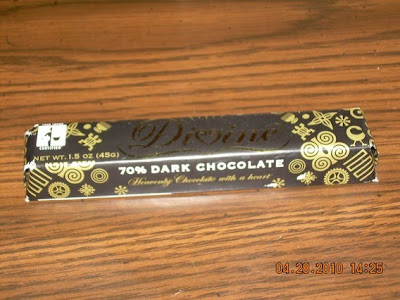 Divine
CERTIFIED
NET WT. 1.5 OZ (45G)
70% DARK CHOCOLATE
Heavenly Chocolate with a heart
04.28.2010 14:25